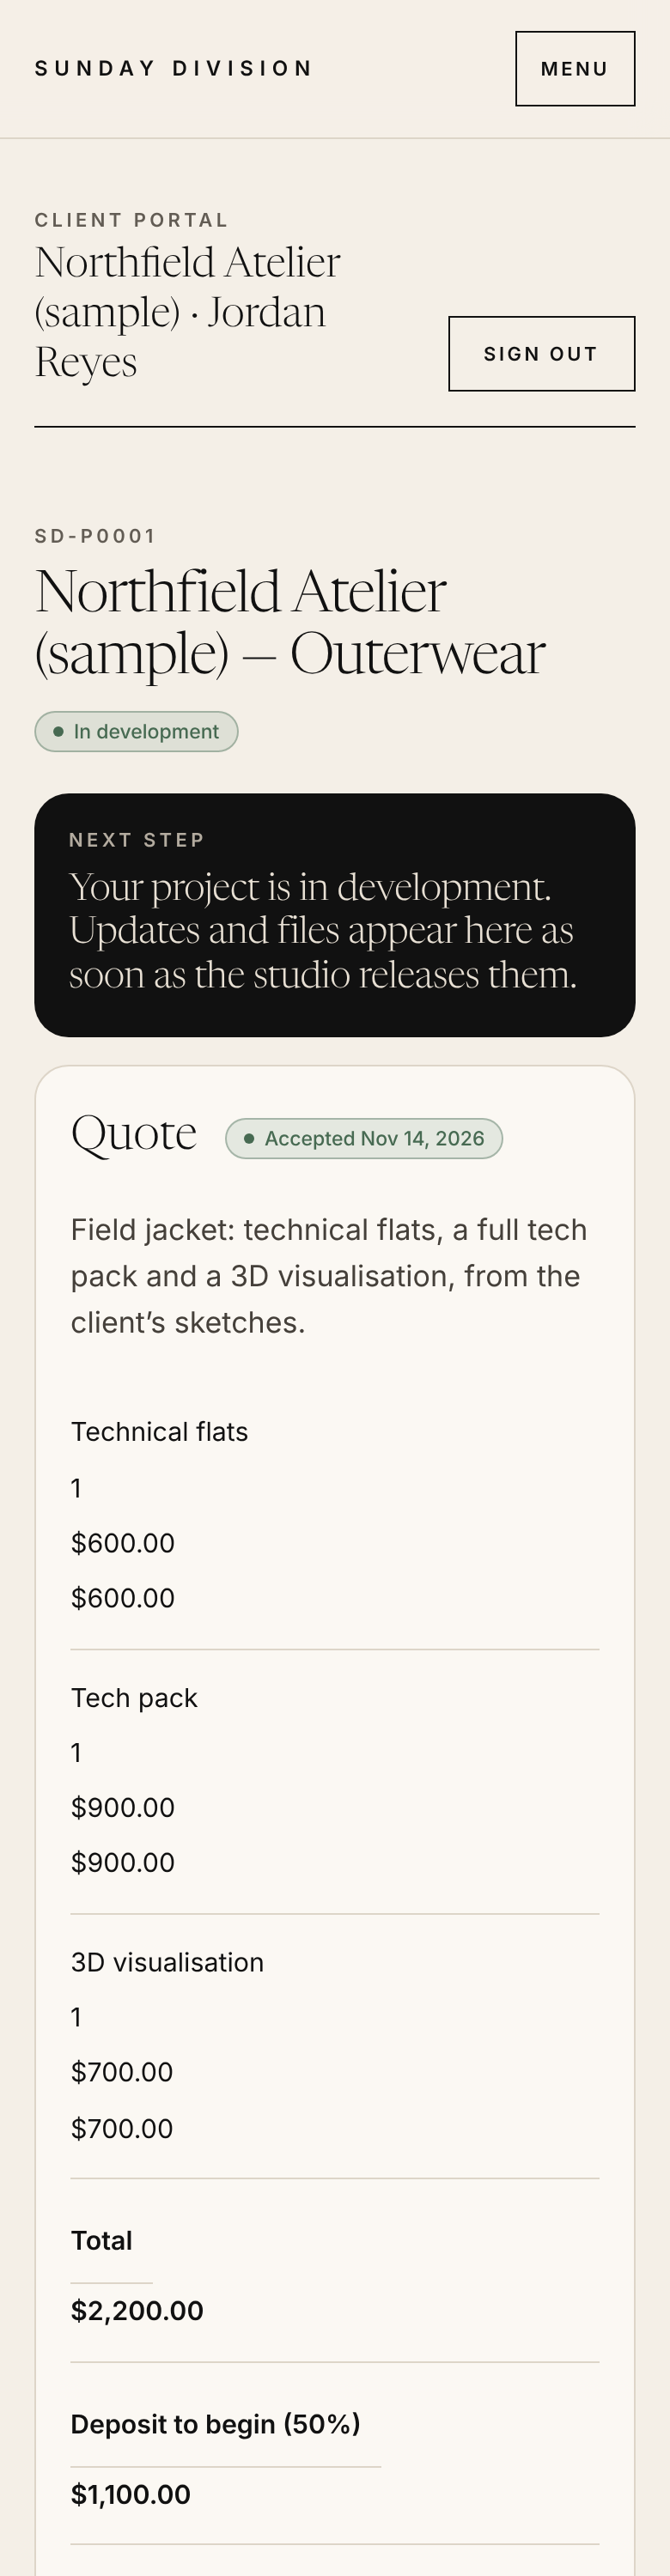 SUNDAY DIVISION
MENU
CLIENT PORTAL
Northfield Atelier
(sample) · Jordan
Reyes
SIGN OUT
SD-P0001
Northfield Atelier
(sample) — Outerwear
In development
NEXT STEP
Your project is in development.
Updates and files appear here as
soon as the studio releases them.
Quote
Accepted Nov 14, 2026
Field jacket: technical flats, a full tech
pack and a 3D visualisation, from the
client’s sketches.
Technical flats
1
$600.00
$600.00
Tech pack
1
$900.00
$900.00
3D visualisation
1
$700.00
$700.00
Total
$2,200.00
Deposit to begin (50%)
$1,100.00